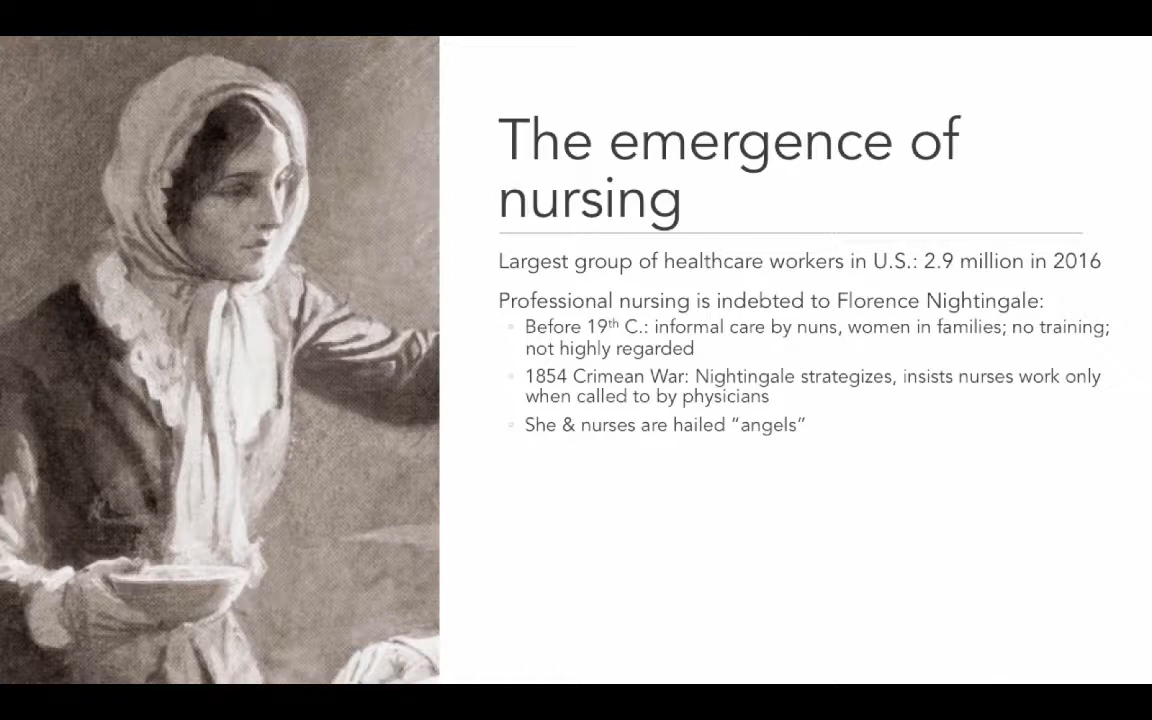 The emergence of
nursing
Largest group of healthcare workers in U.S.: 2.9 million in 2016
Professional nursing is indebted to Florence Nightingale:
Before 19th C.: informal care by nuns, women in families; no training;
not highly regarded
1854 Crimean War: Nightingale strategizes, insists nurses work only
when called to by physicians
She & nurses are hailed “angels”